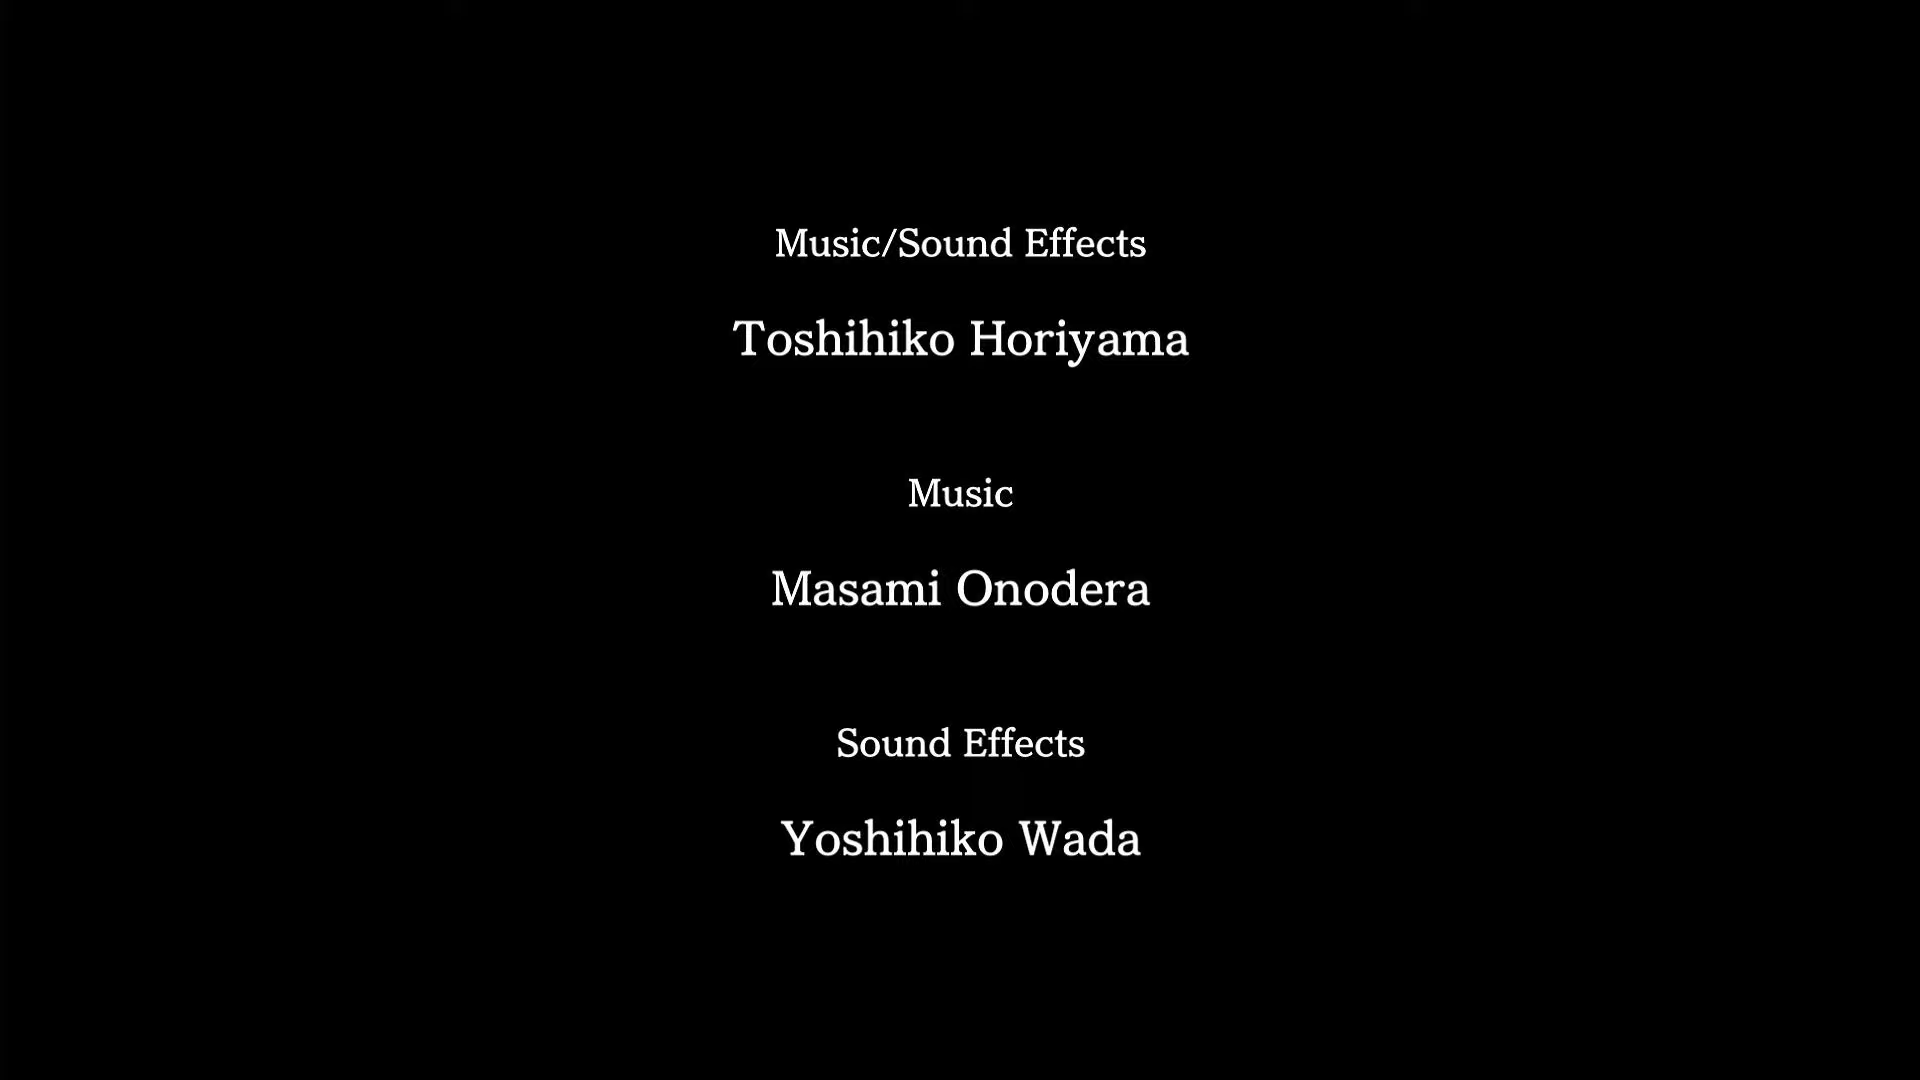 Music/Sound Effects
Toshihiko Horiyama
Music
Masami Onodera
Sound Effects
Yoshihiko Wada